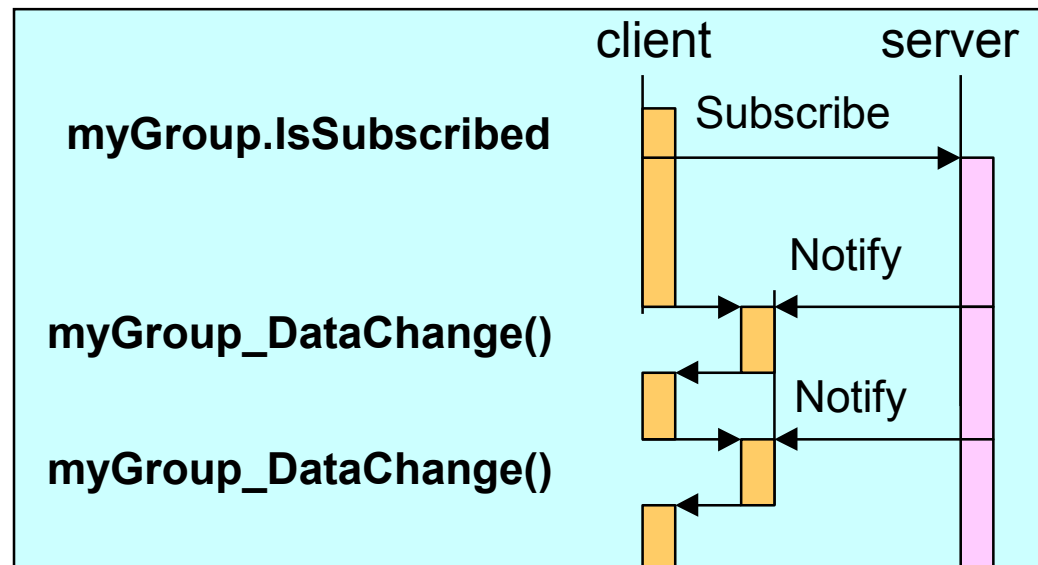 client server
Subscribe
myGroup.IsSubscribed
Notify
myGroup_DataChange()
Notify
myGroup_DataChange()